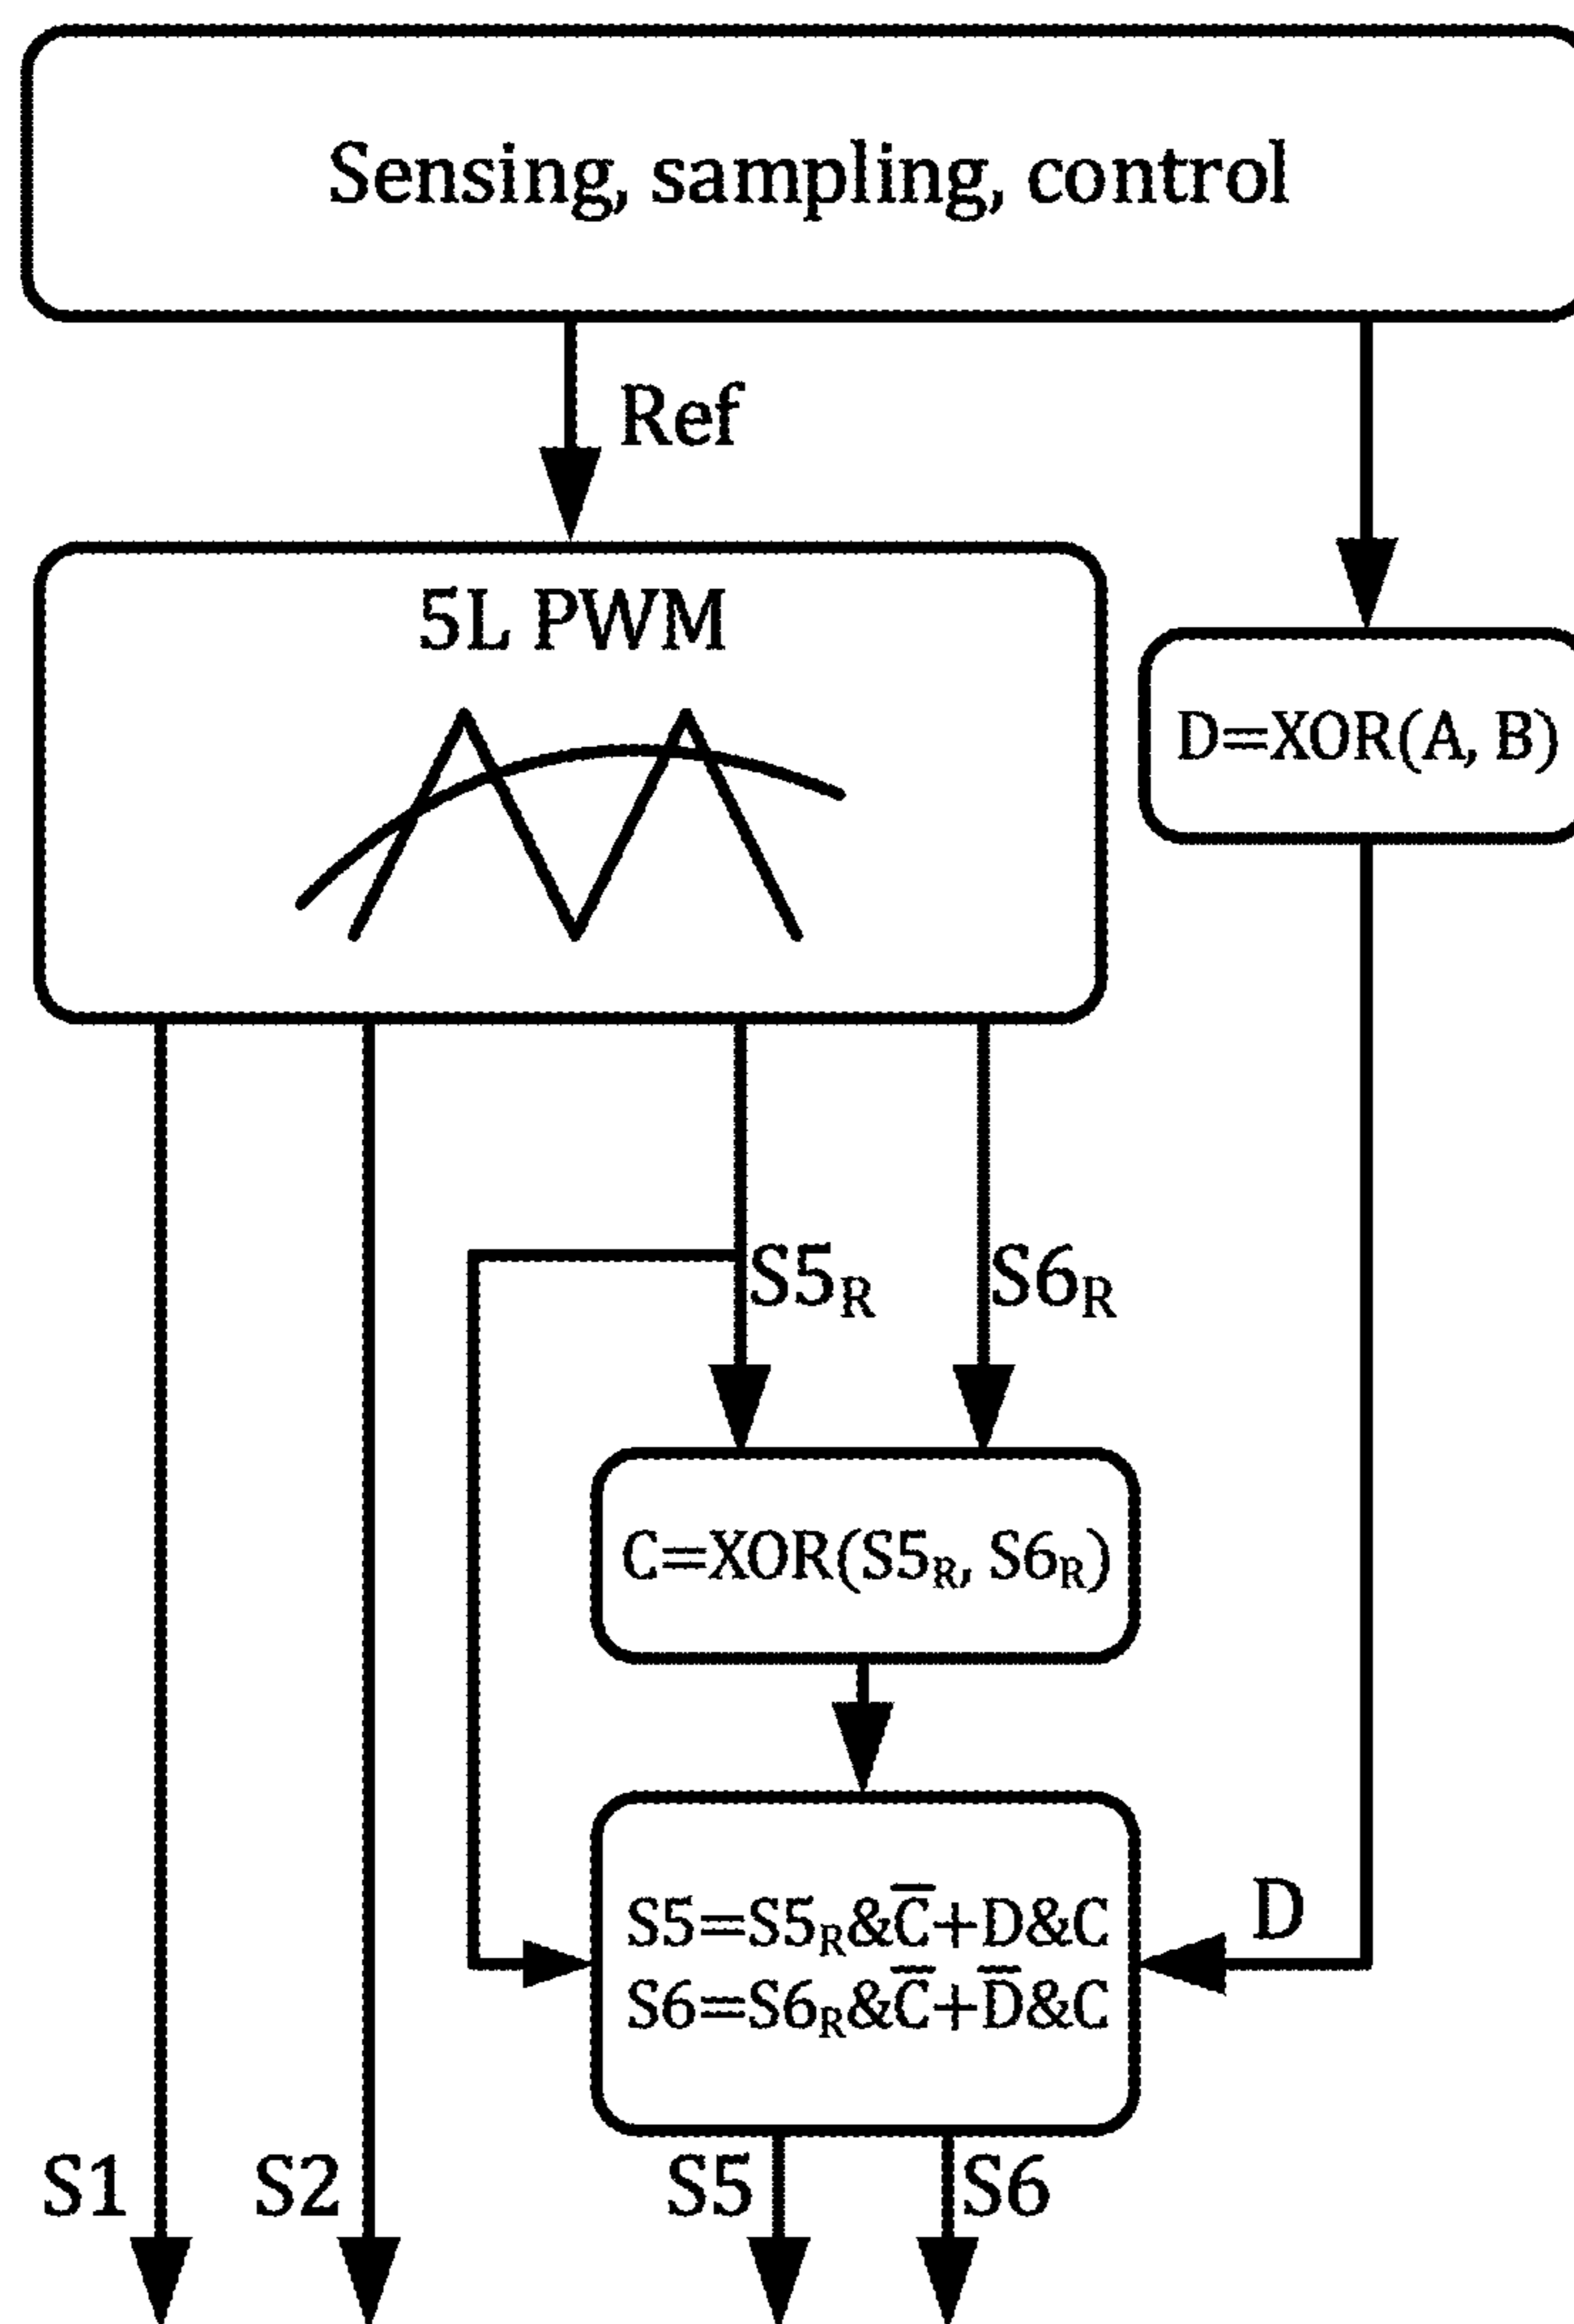 Sensing, sampling, control
Ref
5L PWM
D=XOR(A, B)
S5R
S6R
C=XOR(S5R, S6R)
S5=S5R&C̅+D&C
S6=S6R&C̅+D̅&C
D
S1
S2
S5
S6